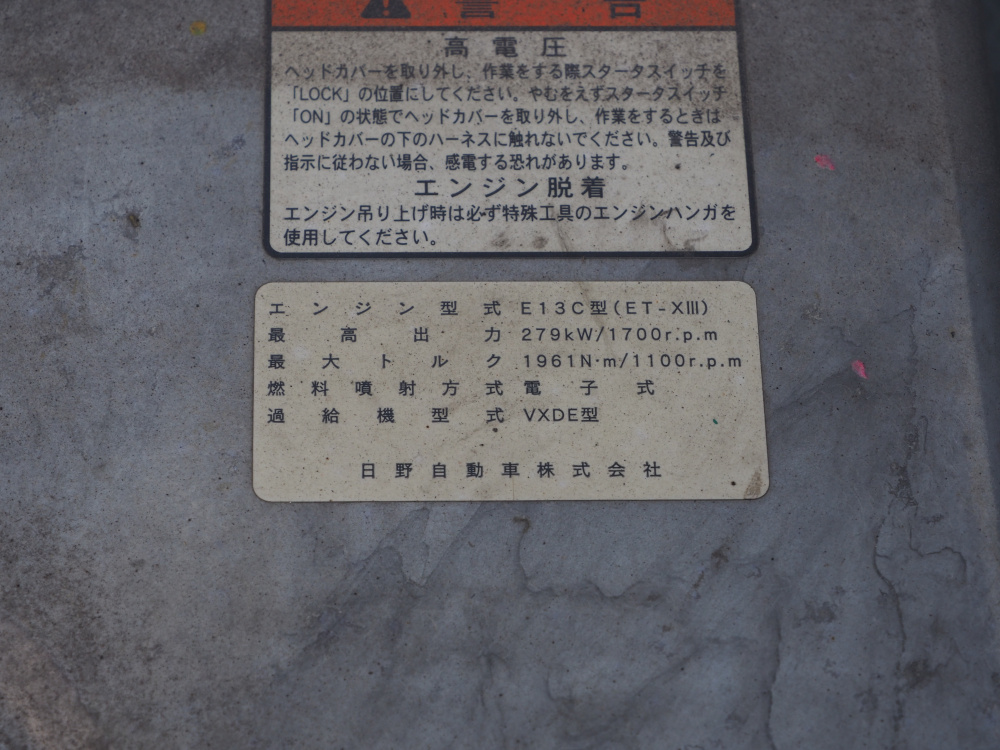 警告
高電圧
ヘッドカバーを取り外し、作業をする際スタータスイッチを
「LOCK」の位置にしてください。やむをえずスタータスイッチ
「ON」の状態でヘッドカバーを取り外し、作業をするときは
ヘッドカバーの下のハーネスに触れないでください。警告及び
指示に従わない場合、感電する恐れがあります。
エンジン脱着
エンジン吊り上げ時は必ず特殊工具のエンジンハンガを
使用してください。
エンジン型式 E13C型(ET-XIII)
最高出力 279kW/1700r.p.m
最大トルク 1961N·m/1100r.p.m
燃料噴射方式 電子式
過給機型式 VXDE型
日野自動車株式会社